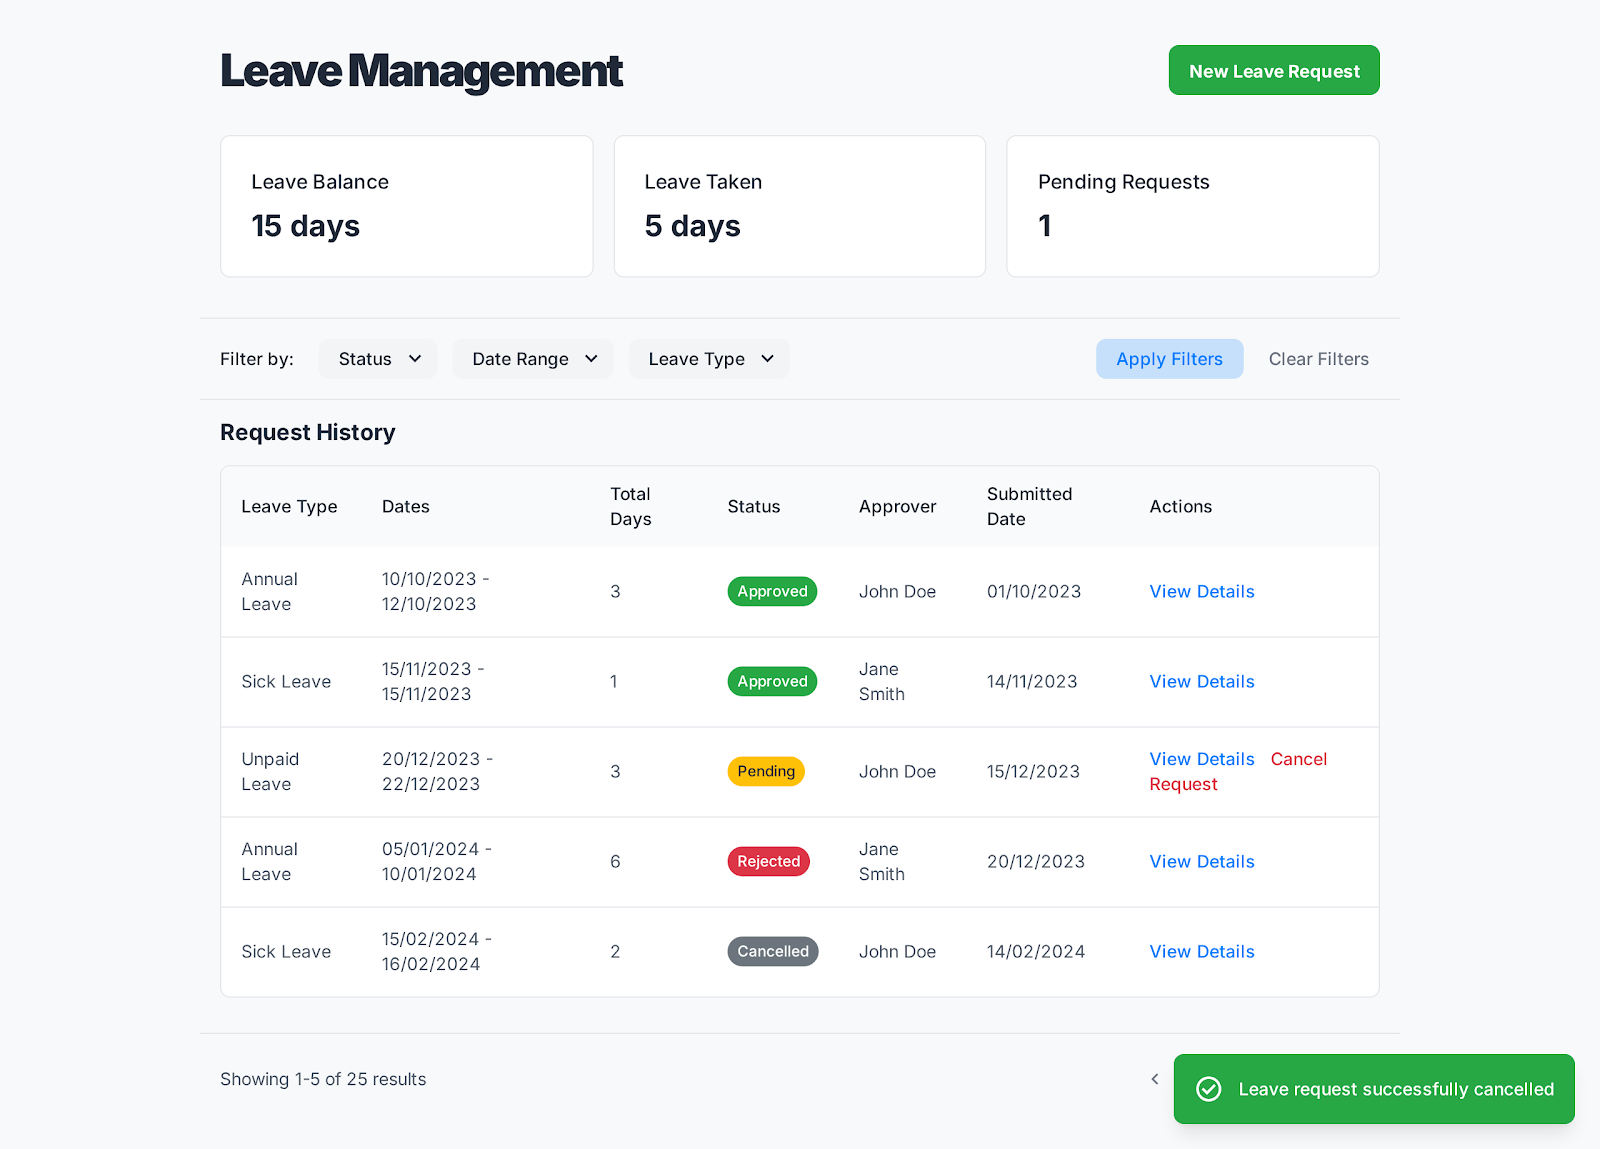 Leave Management
New Leave Request
Leave Balance
15 days
Leave Taken
5 days
Pending Requests
1
Filter by:
Status
Date Range
Leave Type
Apply Filters
Clear Filters
Request History
Leave Type
Dates
Total
Days
Status
Approver
Submitted
Date
Actions
Annual
Leave
10/10/2023 -
12/10/2023
3
Approved
John Doe
01/10/2023
View Details
Sick Leave
15/11/2023 -
15/11/2023
1
Approved
Jane
Smith
14/11/2023
View Details
Unpaid
Leave
20/12/2023 -
22/12/2023
3
Pending
John Doe
15/12/2023
View Details Cancel
Request
Annual
Leave
05/01/2024 -
10/01/2024
6
Rejected
Jane
Smith
20/12/2023
View Details
Sick Leave
15/02/2024 -
16/02/2024
2
Cancelled
John Doe
14/02/2024
View Details
Showing 1-5 of 25 results
Leave request successfully cancelled